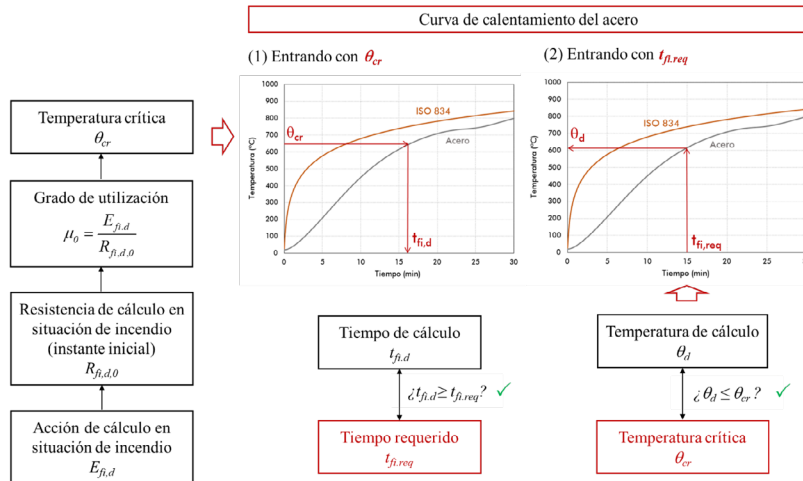 Curva de calentamiento del acero
(1) Entrando con θcr
(2) Entrando con tfi.req
Temperatura crítica
θcr
Grado de utilización
μ0 = Efi.d / Rfi,d,0
Resistencia de cálculo en
situación de incendio
(instante inicial)
Rfi,d,0
Acción de cálculo en
situación de incendio
Efi,d
Temperatura (°C)
1000
900
800
700
600
500
400
300
200
100
0
ISO 834
θcr
Acero
tfi,d
0
5
10
15
20
25
30
Tiempo (min)
Temperatura (°C)
1000
900
800
700
600
500
400
300
200
100
0
ISO 834
θd
Acero
tfi,req
0
5
10
15
20
25
30
Tiempo (min)
Tiempo de cálculo
tfi.d
¿tfi.d ≥ tfi.req? ✓
Tiempo requerido
tfi.req
Temperatura de cálculo
θd
¿θd ≤ θcr? ✓
Temperatura crítica
θcr